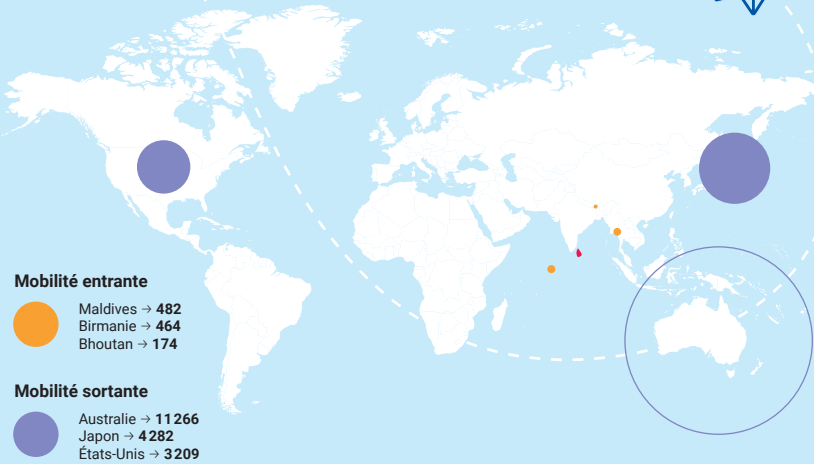 Mobilité entrante
Maldives → 482
Birmanie → 464
Bhoutan → 174
Mobilité sortante
Australie → 11 266
Japon → 4 282
États-Unis → 3 209